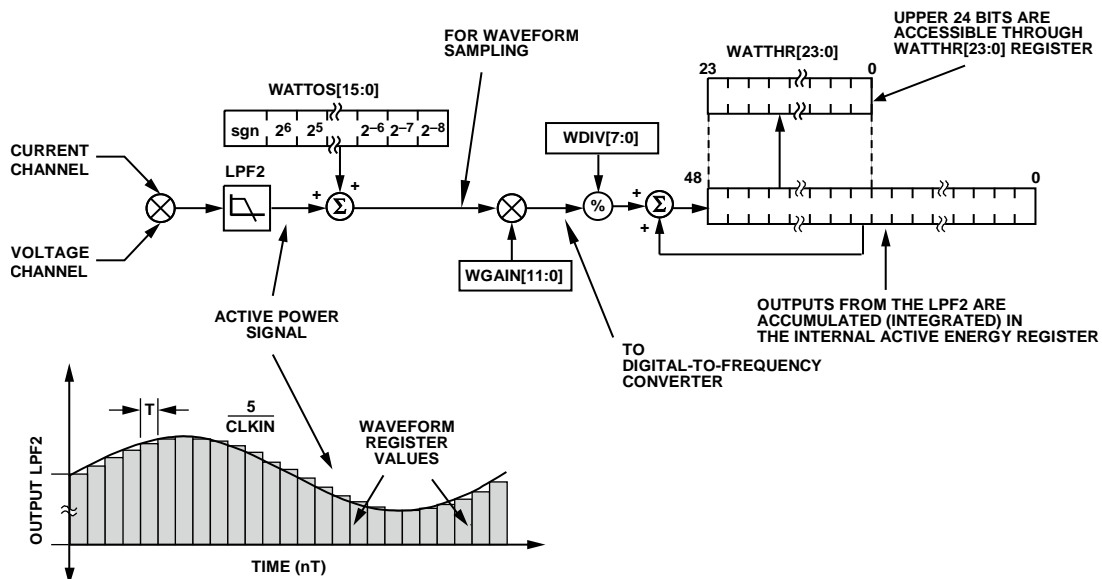 UPPER 24 BITS ARE
ACCESSIBLE THROUGH
WATTHR[23:0] REGISTER
FOR WAVEFORM
SAMPLING
WATTHR[23:0]
23
0
WATTOS[15:0]
sgn 2⁶ 2⁵ 2⁻⁶ 2⁻⁷ 2⁻⁸
WDIV[7:0]
CURRENT
CHANNEL
LPF2
48
0
+
+
Σ
%
+
+
Σ
VOLTAGE
CHANNEL
WGAIN[11:0]
ACTIVE POWER
SIGNAL
OUTPUTS FROM THE LPF2 ARE
ACCUMULATED (INTEGRATED) IN
THE INTERNAL ACTIVE ENERGY REGISTER
TO
DIGITAL-TO-FREQUENCY
CONVERTER
T
5
CLKIN
WAVEFORM
REGISTER
VALUES
OUTPUT LPF2
TIME (nT)